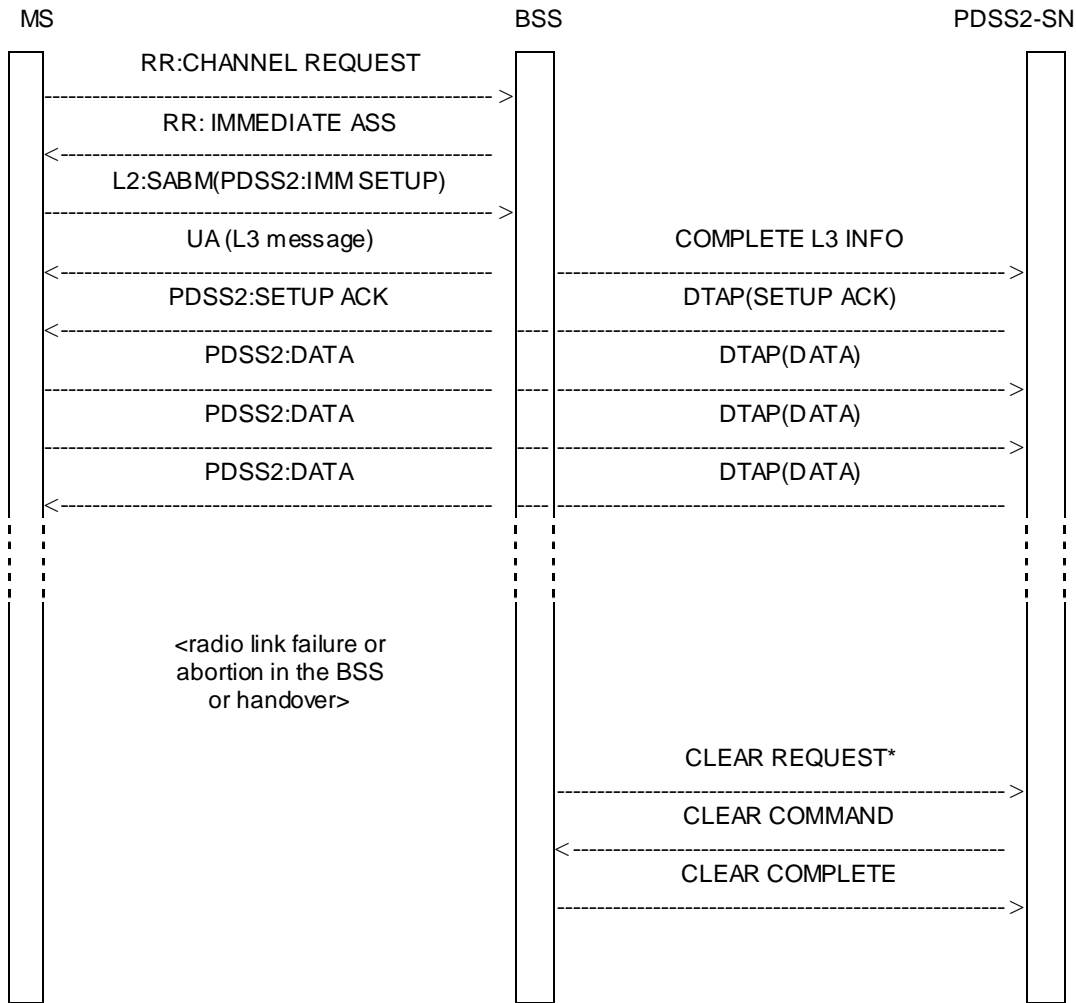 MS BSS PDSS2-SN
RR:CHANNEL REQUEST
RR: IMMEDIATE ASS
L2:SABM(PDSS2:IMM SETUP)
UA (L3 message) COMPLETE L3 INFO
PDSS2:SETUP ACK DTAP(SETUP ACK)
PDSS2:DATA DTAP(DATA)
PDSS2:DATA DTAP(DATA)
PDSS2:DATA DTAP(DATA)
<radio link failure or
abortion in the BSS
or handover>
CLEAR REQUEST*
CLEAR COMMAND
CLEAR COMPLETE